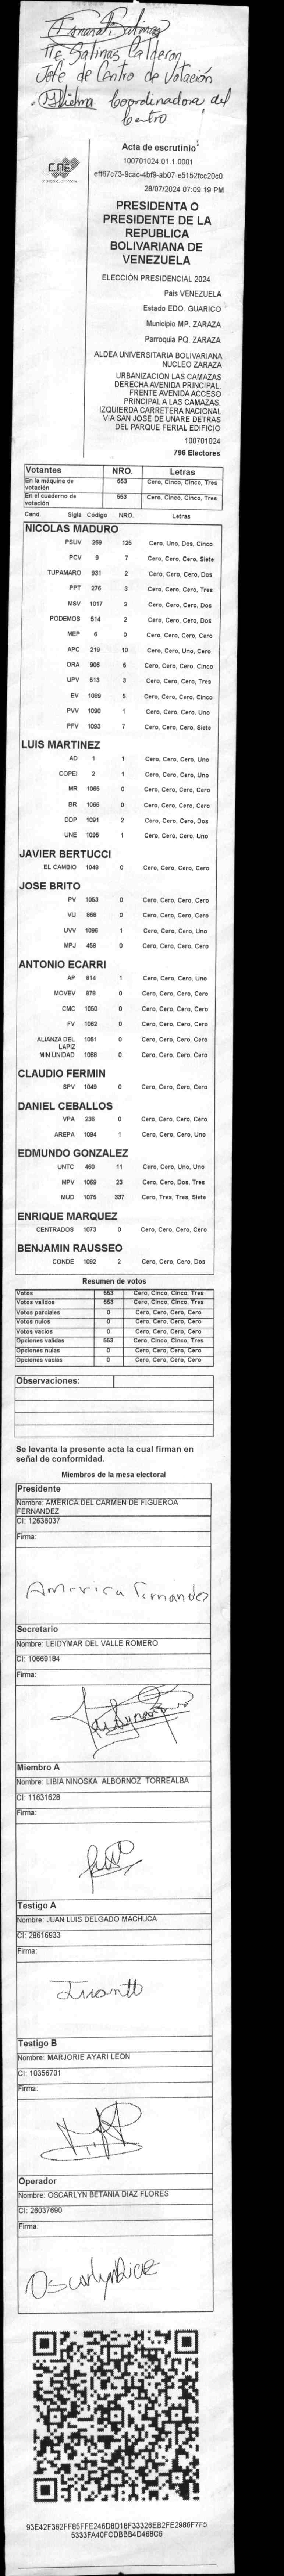 Tte. Salinas Calderon
Jefe de Centro de Votación
Coordinadora del
Centro
CNE
Acta de escrutinio
100701024.01.1.0001
eff67c73-9cac-4bf9-ab07-e5152fcc20c0
28/07/2024 07:09:19 PM
PRESIDENTA O
PRESIDENTE DE LA
REPUBLICA
BOLIVARIANA DE
VENEZUELA
ELECCIÓN PRESIDENCIAL 2024
Pais VENEZUELA
Estado EDO. GUARICO
Municipio MP. ZARAZA
Parroquia PQ. ZARAZA
ALDEA UNIVERSITARIA BOLIVARIANA
NUCLEO ZARAZA
URBANIZACION LAS CAMAZAS
DERECHA AVENIDA PRINCIPAL.
FRENTE AVENIDA ACCESO
PRINCIPAL A LAS CAMAZAS.
IZQUIERDA CARRETERA NACIONAL
VIA SAN JOSE DE UNARE DETRAS
DEL PARQUE FERIAL EDIFICIO
100701024
796 Electores
Votantes NRO. Letras
En la máquina de votación 553 Cero, Cinco, Cinco, Tres
En el cuaderno de votación 553 Cero, Cinco, Cinco, Tres
Cand. Sigla Código NRO. Letras
NICOLAS MADURO
PSUV 269 125 Cero, Uno, Dos, Cinco
PCV 9 7 Cero, Cero, Cero, Siete
TUPAMARO 931 2 Cero, Cero, Cero, Dos
PPT 276 3 Cero, Cero, Cero, Tres
MSV 1017 2 Cero, Cero, Cero, Dos
PODEMOS 514 2 Cero, Cero, Cero, Dos
MEP 6 0 Cero, Cero, Cero, Cero
APC 219 10 Cero, Cero, Uno, Cero
ORA 906 5 Cero, Cero, Cero, Cinco
UPV 513 3 Cero, Cero, Cero, Tres
EV 1089 5 Cero, Cero, Cero, Cinco
PVV 1090 1 Cero, Cero, Cero, Uno
PFV 1093 7 Cero, Cero, Cero, Siete
LUIS MARTINEZ
AD 1 1 Cero, Cero, Cero, Uno
COPEI 2 1 Cero, Cero, Cero, Uno
MR 1065 0 Cero, Cero, Cero, Cero
BR 1066 0 Cero, Cero, Cero, Cero
DDP 1091 2 Cero, Cero, Cero, Dos
UNE 1095 1 Cero, Cero, Cero, Uno
JAVIER BERTUCCI
EL CAMBIO 1048 0 Cero, Cero, Cero, Cero
JOSE BRITO
PV 1053 0 Cero, Cero, Cero, Cero
VU 868 0 Cero, Cero, Cero, Cero
UVV 1096 1 Cero, Cero, Cero, Uno
MPJ 458 0 Cero, Cero, Cero, Cero
ANTONIO ECARRI
AP 814 1 Cero, Cero, Cero, Uno
MOVEV 878 0 Cero, Cero, Cero, Cero
CMC 1050 0 Cero, Cero, Cero, Cero
FV 1062 0 Cero, Cero, Cero, Cero
ALIANZA DEL LAPIZ 1061 0 Cero, Cero, Cero, Cero
MIN UNIDAD 1068 0 Cero, Cero, Cero, Cero
CLAUDIO FERMIN
SPV 1049 0 Cero, Cero, Cero, Cero
DANIEL CEBALLOS
VPA 236 0 Cero, Cero, Cero, Cero
AREPA 1094 1 Cero, Cero, Cero, Uno
EDMUNDO GONZALEZ
UNTC 460 11 Cero, Cero, Uno, Uno
MPV 1069 23 Cero, Cero, Dos, Tres
MUD 1076 337 Cero, Tres, Tres, Siete
ENRIQUE MARQUEZ
CENTRADOS 1073 0 Cero, Cero, Cero, Cero
BENJAMIN RAUSSEO
CONDE 1092 2 Cero, Cero, Cero, Dos
Resumen de votos
Votos 553 Cero, Cinco, Cinco, Tres
Votos validos 553 Cero, Cinco, Cinco, Tres
Votos parciales 0 Cero, Cero, Cero, Cero
Votos nulos 0 Cero, Cero, Cero, Cero
Votos vacios 0 Cero, Cero, Cero, Cero
Opciones validas 553 Cero, Cinco, Cinco, Tres
Opciones nulas 0 Cero, Cero, Cero, Cero
Opciones vacias 0 Cero, Cero, Cero, Cero
Observaciones:
Se levanta la presente acta la cual firman en
señal de conformidad.
Miembros de la mesa electoral
Presidente
Nombre: AMERICA DEL CARMEN DE FIGUEROA
FERNANDEZ
CI: 12636037
Firma:
America Fernandez
Secretario
Nombre: LEIDYMAR DEL VALLE ROMERO
CI: 10669184
Firma:
Miembro A
Nombre: LIBIA NINOSKA ALBORNOZ TORREALBA
CI: 11631628
Firma:
Testigo A
Nombre: JUAN LUIS DELGADO MACHUCA
CI: 28616933
Firma:
Testigo B
Nombre: MARJORIE AYARI LEON
CI: 10356701
Firma:
Operador
Nombre: OSCARLYN BETANIA DIAZ FLORES
CI: 26037690
Firma:
Oscarlyn Diaz
93E42F362FF85FFE246D8D18F33326EB2FE2986F7F5
5333FA40FCDBBB4D468C6